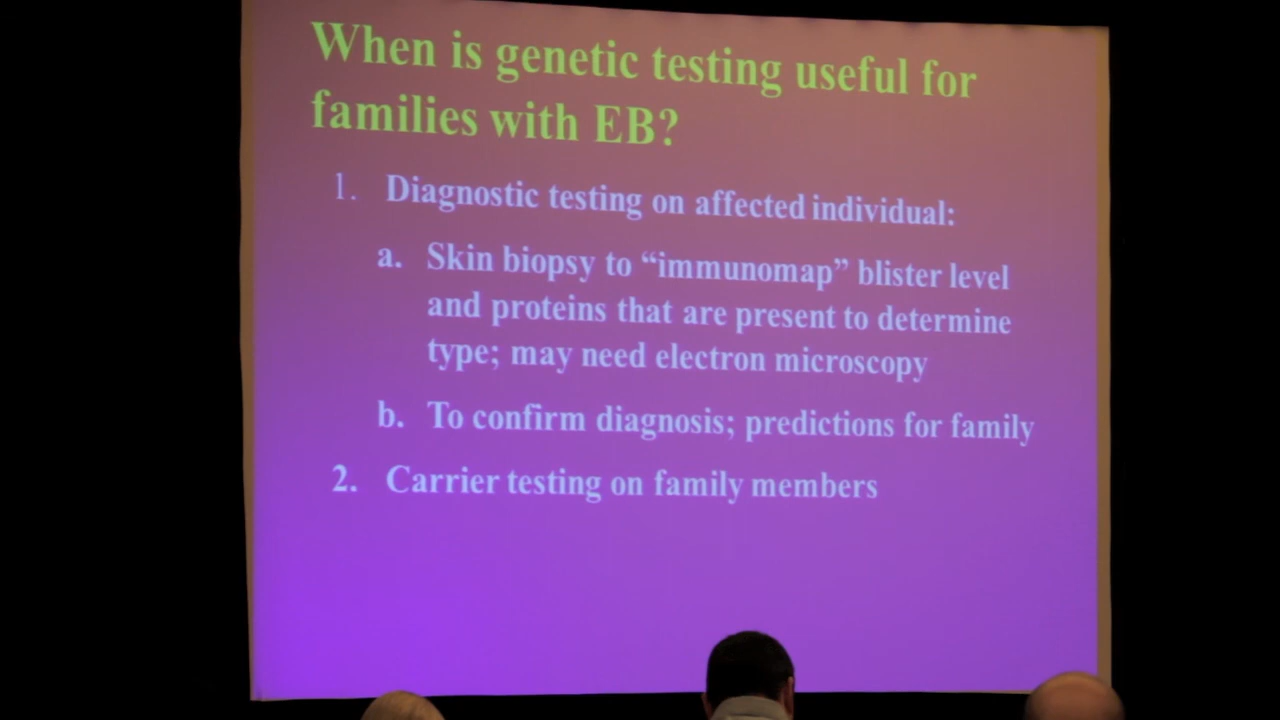 When is genetic testing useful for
families with EB?
1. Diagnostic testing on affected individual:
a. Skin biopsy to “immunomap” blister level
and proteins that are present to determine
type; may need electron microscopy
b. To confirm diagnosis; predictions for family
2. Carrier testing on family members